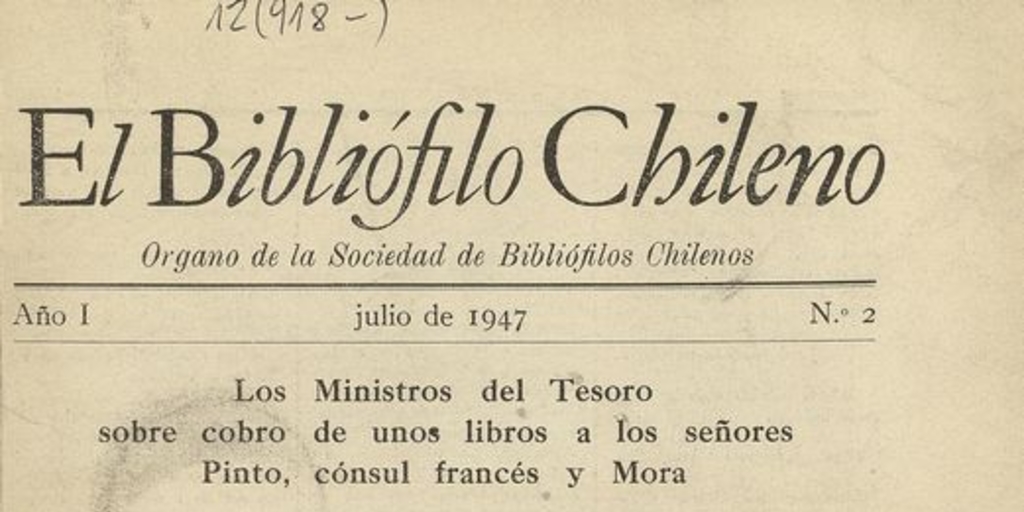 12(918-)
El Bibliófilo Chileno
Organo de la Sociedad de Bibliófilos Chilenos
Año I julio de 1947 N.º 2
Los Ministros del Tesoro
sobre cobro de unos libros a los señores
Pinto, cónsul francés y Mora